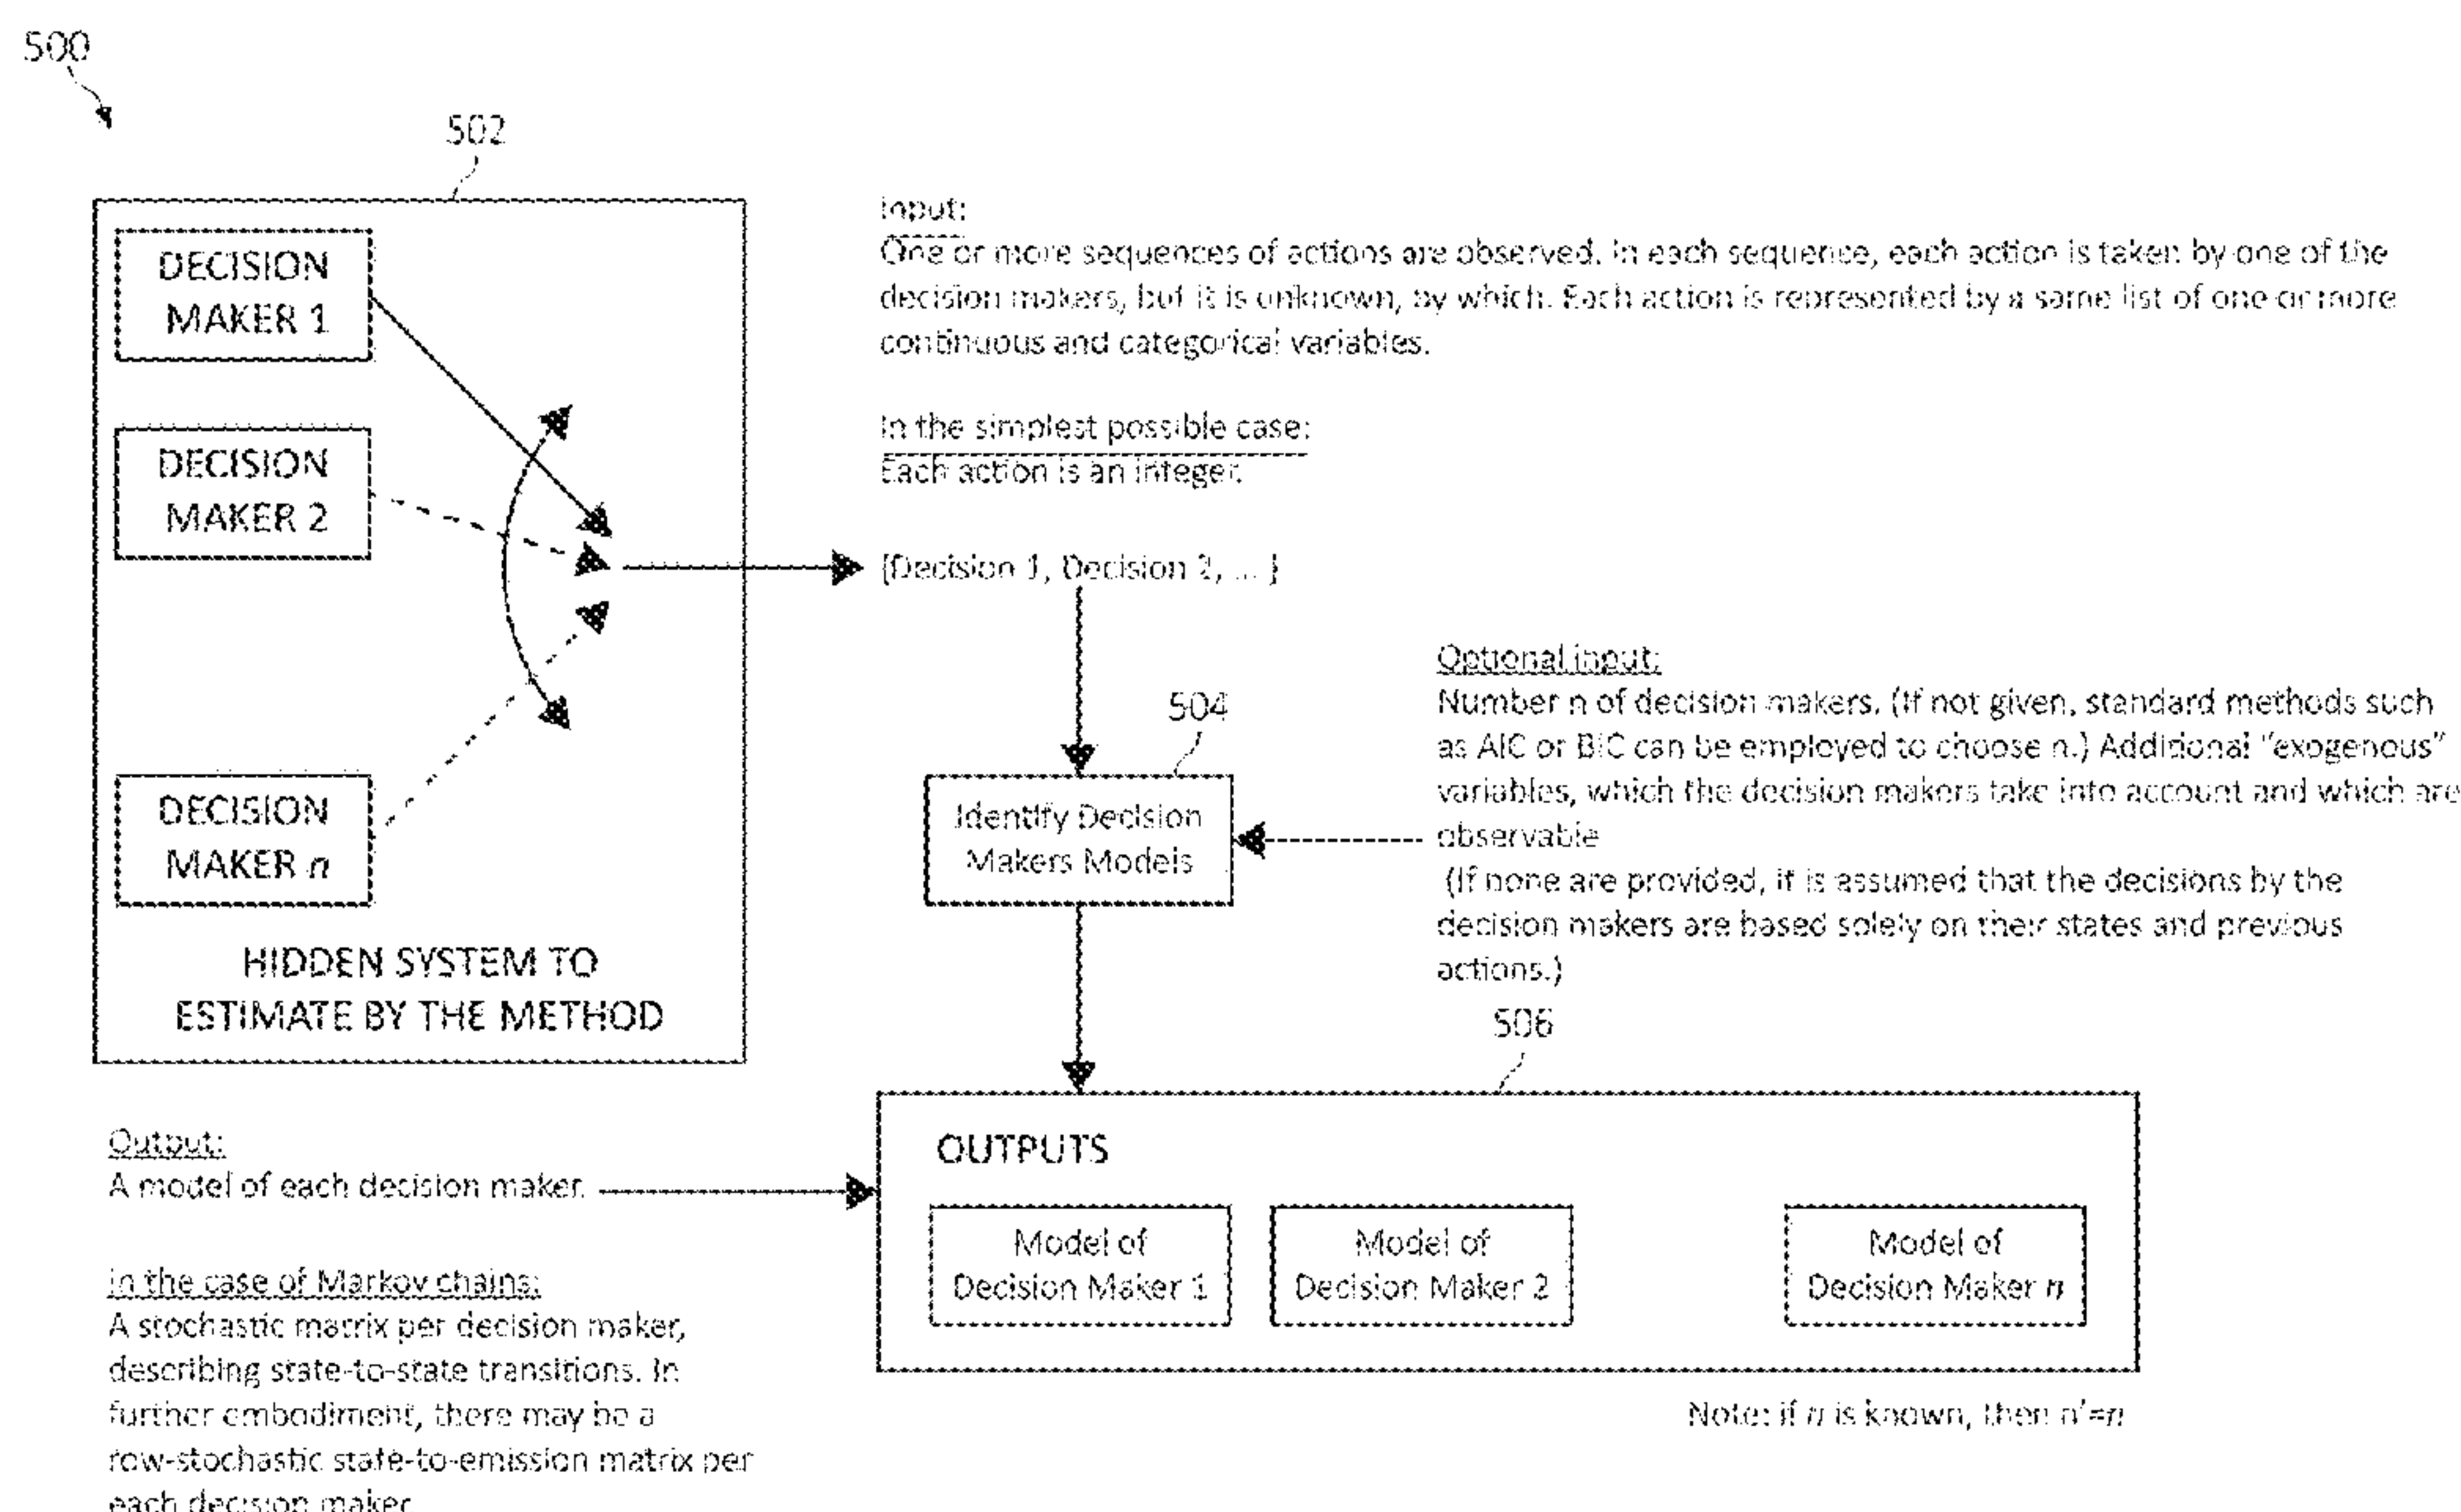 500
502
DECISION
MAKER 1
DECISION
MAKER 2
DECISION
MAKER n
HIDDEN SYSTEM TO
ESTIMATE BY THE METHOD
Input:
One or more sequences of actions are observed. In each sequence, each action is taken by one of the
decision makers, but it is unknown, by which. Each action is represented by a same list of one or more
continuous and categorical variables.
In the simplest possible case:
Each action is an integer.
{Decision 1, Decision 2, ... }
504
Identify Decision
Makers Models
Optional input:
Number n of decision makers. (If not given, standard methods such
as AIC or BIC can be employed to choose n.) Additional "exogenous"
variables, which the decision makers take into account and which are
observable
(If none are provided, it is assumed that the decisions by the
decision makers are based solely on their states and previous
actions.)
506
OUTPUTS
Model of
Decision Maker 1
Model of
Decision Maker 2
Model of
Decision Maker n
Note: if n is known, then n'=n
Output:
A model of each decision maker.
In the case of Markov chains:
A stochastic matrix per decision maker,
describing state-to-state transitions. In
further embodiment, there may be a
row-stochastic state-to-emission matrix per
each decision maker